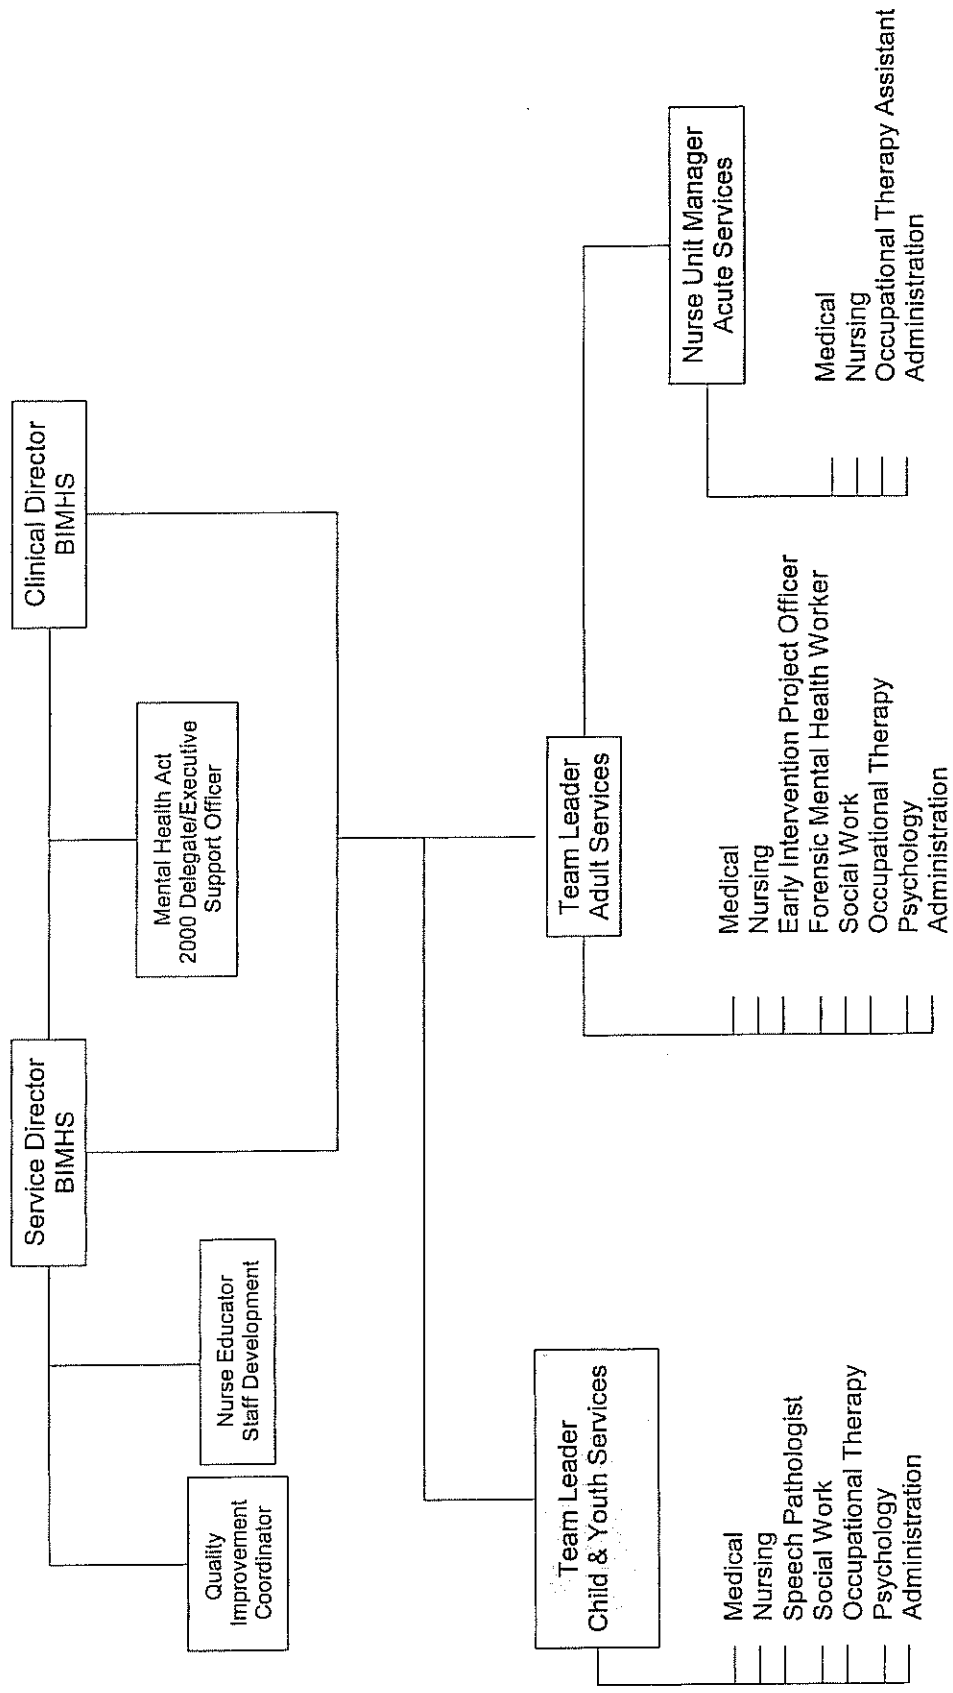 Service Director
BIMHS
Clinical Director
BIMHS
Mental Health Act
2000 Delegate/Executive
Support Officer
Quality
Improvement
Coordinator
Nurse Educator
Staff Development
Team Leader
Child & Youth Services
Medical
Nursing
Speech Pathologist
Social Work
Occupational Therapy
Psychology
Administration
Team Leader
Adult Services
Medical
Nursing
Early Intervention Project Officer
Forensic Mental Health Worker
Social Work
Occupational Therapy
Psychology
Administration
Nurse Unit Manager
Acute Services
Medical
Nursing
Occupational Therapy Assistant
Administration